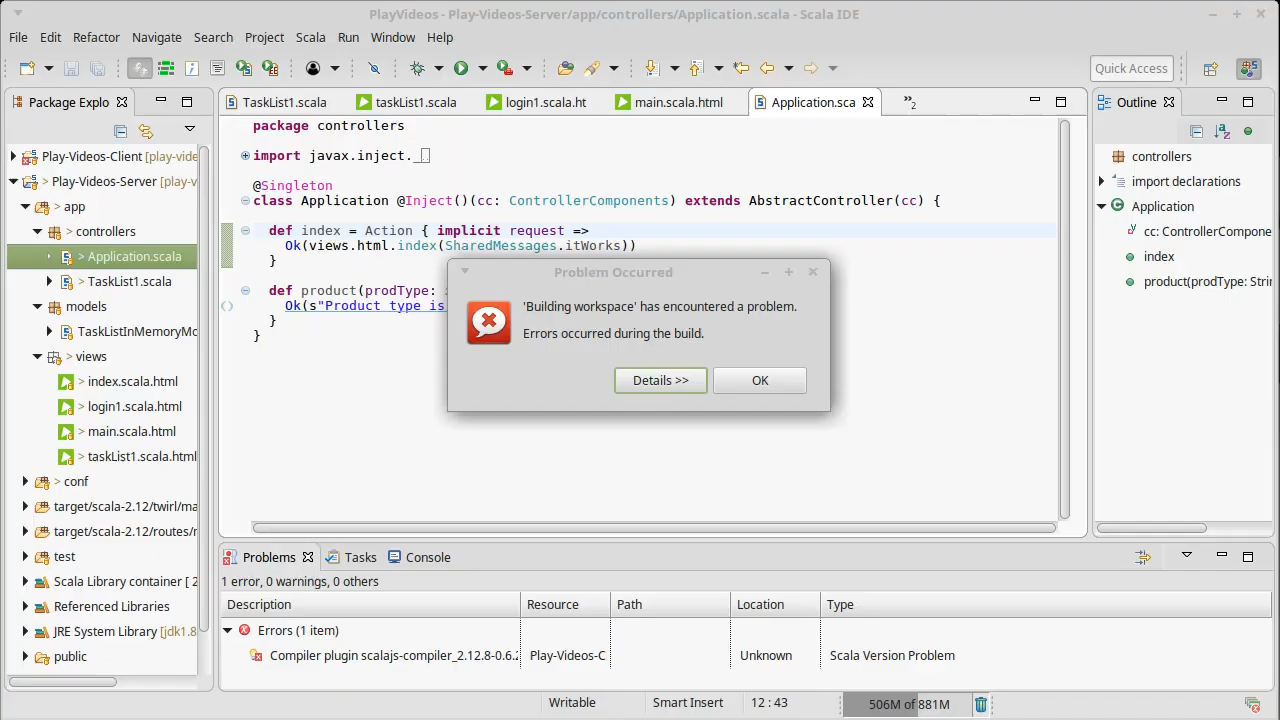 PlayVideos - Play-Videos-Server/app/controllers/Application.scala - Scala IDE
File Edit Refactor Navigate Search Project Scala Run Window Help
Quick Access
Package Explo
TaskList1.scala
taskList1.scala
login1.scala.ht
main.scala.html
Application.sca
»2
Outline
Play-Videos-Client [play-vide
> Play-Videos-Server [play-v
> app
> controllers
> Application.scala
> TaskList1.scala
models
TaskListInMemoryMo
> views
> index.scala.html
> login1.scala.html
> main.scala.html
> taskList1.scala.html
> conf
target/scala-2.12/twirl/ma
target/scala-2.12/routes/r
test
Scala Library container [ 2
Referenced Libraries
JRE System Library [jdk1.8
public
package controllers
import javax.inject._
@Singleton
class Application @Inject()(cc: ControllerComponents) extends AbstractController(cc) {
def index = Action { implicit request =>
Ok(views.html.index(SharedMessages.itWorks))
}
def product(prodType:
Ok(s"Product type is
}
}
Problem Occurred
'Building workspace' has encountered a problem.
Errors occurred during the build.
Details >>
OK
controllers
import declarations
Application
cc: ControllerCompone
index
product(prodType: Strin
Problems
Tasks
Console
1 error, 0 warnings, 0 others
Description Resource Path Location Type
Errors (1 item)
Compiler plugin scalajs-compiler_2.12.8-0.6.2 Play-Videos-C Unknown Scala Version Problem
Writable
Smart Insert
12 : 43
506M of 881M